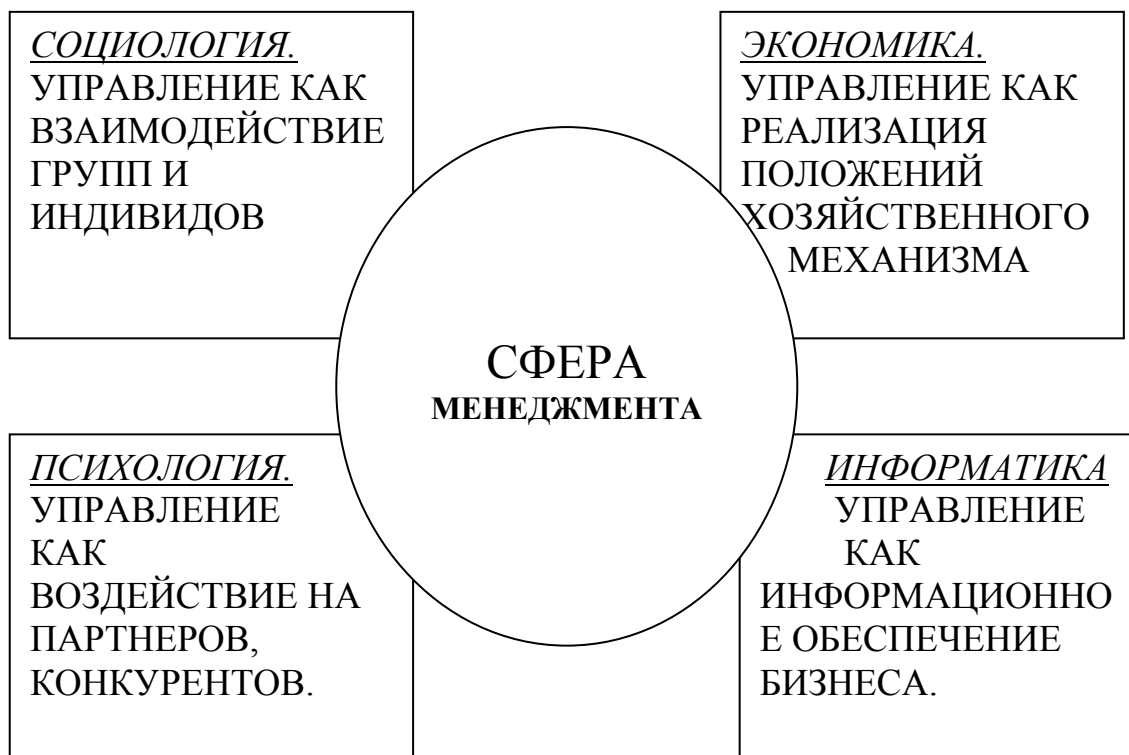 СОЦИОЛОГИЯ.
УПРАВЛЕНИЕ КАК
ВЗАИМОДЕЙСТВИЕ
ГРУПП И
ИНДИВИДОВ
ЭКОНОМИКА.
УПРАВЛЕНИЕ КАК
РЕАЛИЗАЦИЯ
ПОЛОЖЕНИЙ
ХОЗЯЙСТВЕННОГО
МЕХАНИЗМА
СФЕРА
МЕНЕДЖМЕНТА
ПСИХОЛОГИЯ.
УПРАВЛЕНИЕ
КАК
ВОЗДЕЙСТВИЕ НА
ПАРТНЕРОВ,
КОНКУРЕНТОВ.
ИНФОРМАТИКА
УПРАВЛЕНИЕ
КАК
ИНФОРМАЦИОННО
Е ОБЕСПЕЧЕНИЕ
БИЗНЕСА.